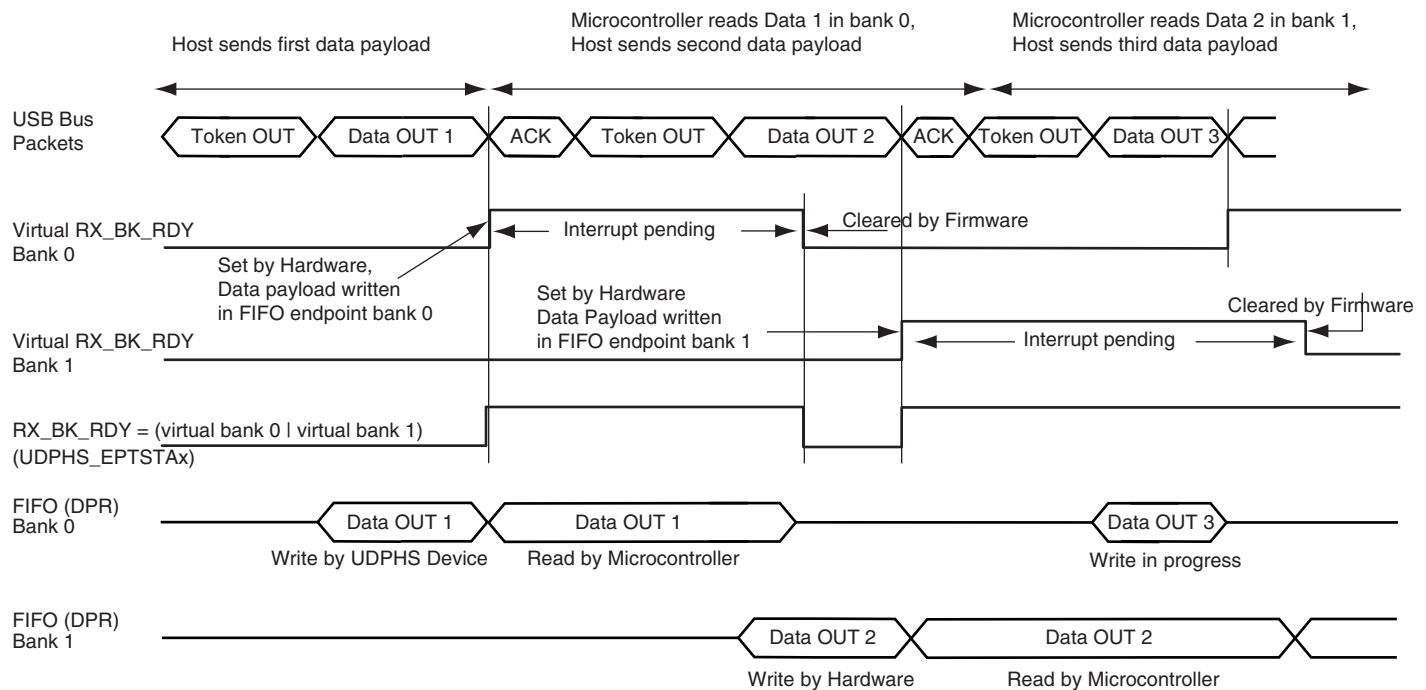 Host sends first data payload
Microcontroller reads Data 1 in bank 0,
Host sends second data payload
Microcontroller reads Data 2 in bank 1,
Host sends third data payload
USB Bus
Packets
Token OUT
Data OUT 1
ACK
Token OUT
Data OUT 2
ACK
Token OUT
Data OUT 3
Virtual RX_BK_RDY
Bank 0
Interrupt pending
Cleared by Firmware
Set by Hardware,
Data payload written
in FIFO endpoint bank 0
Set by Hardware
Data Payload written
in FIFO endpoint bank 1
Cleared by Firmware
Virtual RX_BK_RDY
Bank 1
Interrupt pending
RX_BK_RDY = (virtual bank 0 | virtual bank 1)
(UDPHS_EPTSTAx)
FIFO (DPR)
Bank 0
Data OUT 1
Data OUT 1
Data OUT 3
Write by UDPHS Device
Read by Microcontroller
Write in progress
FIFO (DPR)
Bank 1
Data OUT 2
Data OUT 2
Write by Hardware
Read by Microcontroller